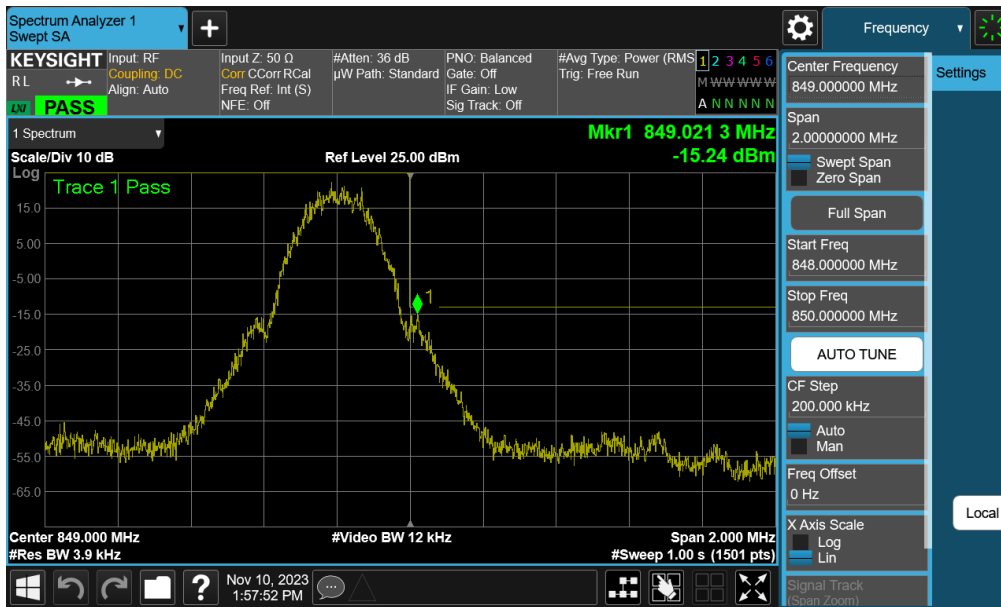 Spectrum Analyzer 1
Swept SA
Frequency
KEYSIGHT
R L
LXI
PASS
Input: RF
Coupling: DC
Align: Auto
Input Z: 50 Ω
Corr CCorr RCal
Freq Ref: Int (S)
NFE: Off
#Atten: 36 dB
µW Path: Standard
PNO: Balanced
Gate: Off
IF Gain: Low
Sig Track: Off
#Avg Type: Power (RMS
Trig: Free Run
1 2 3 4 5 6
M W W W W W
A N N N N N
1 Spectrum
Scale/Div 10 dB
Ref Level 25.00 dBm
Mkr1 849.021 3 MHz
-15.24 dBm
Log
Trace 1 Pass
1
15.0
5.00
-5.00
-15.0
-25.0
-35.0
-45.0
-55.0
-65.0
Center 849.000 MHz
#Video BW 12 kHz
Span 2.000 MHz
#Res BW 3.9 kHz
#Sweep 1.00 s (1501 pts)
Center Frequency
849.000000 MHz
Span
2.00000000 MHz
Swept Span
Zero Span
Full Span
Start Freq
848.000000 MHz
Stop Freq
850.000000 MHz
AUTO TUNE
CF Step
200.000 kHz
Auto
Man
Freq Offset
0 Hz
X Axis Scale
Log
Lin
Signal Track
(Span Zoom)
Settings
Local
?
Nov 10, 2023
1:57:52 PM